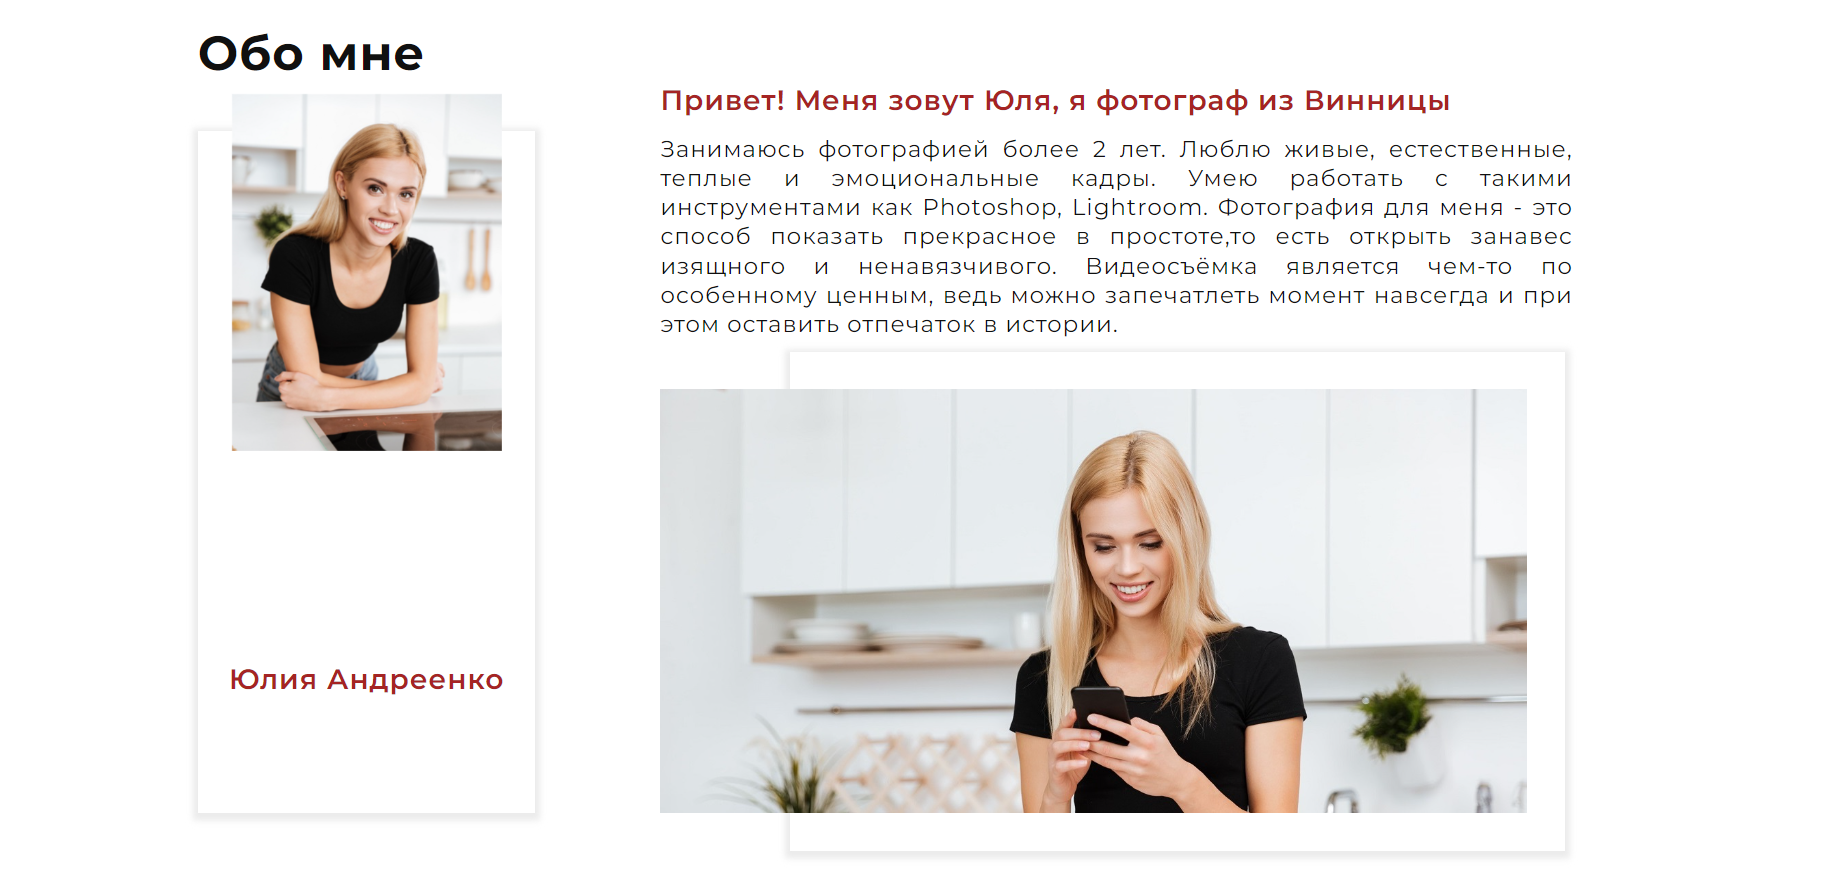 Обо мне
Привет! Меня зовут Юля, я фотограф из Винницы
Занимаюсь фотографией более 2 лет. Люблю живые, естественные,
теплые и эмоциональные кадры. Умею работать с такими
инструментами как Photoshop, Lightroom. Фотография для меня - это
способ показать прекрасное в простоте,то есть открыть занавес
изящного и ненавязчивого. Видеосъёмка является чем-то по
особенному ценным, ведь можно запечатлеть момент навсегда и при
этом оставить отпечаток в истории.
Юлия Андреенко